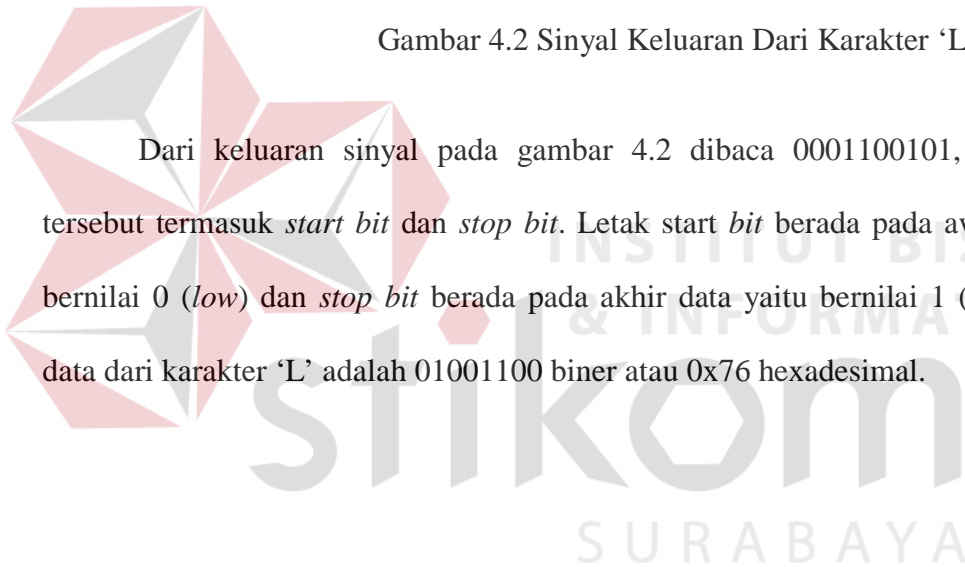 Gambar 4.2 Sinyal Keluaran Dari Karakter ‘L
Dari keluaran sinyal pada gambar 4.2 dibaca 0001100101,
tersebut termasuk start bit dan stop bit. Letak start bit berada pada aw
INSTITUT BIS
bernilai 0 (low) dan stop bit berada pada akhir data yaitu bernilai 1 (
& INFORMA
data dari karakter ‘L’ adalah 01001100 biner atau 0x76 hexadesimal.
stikom
SURABAYA